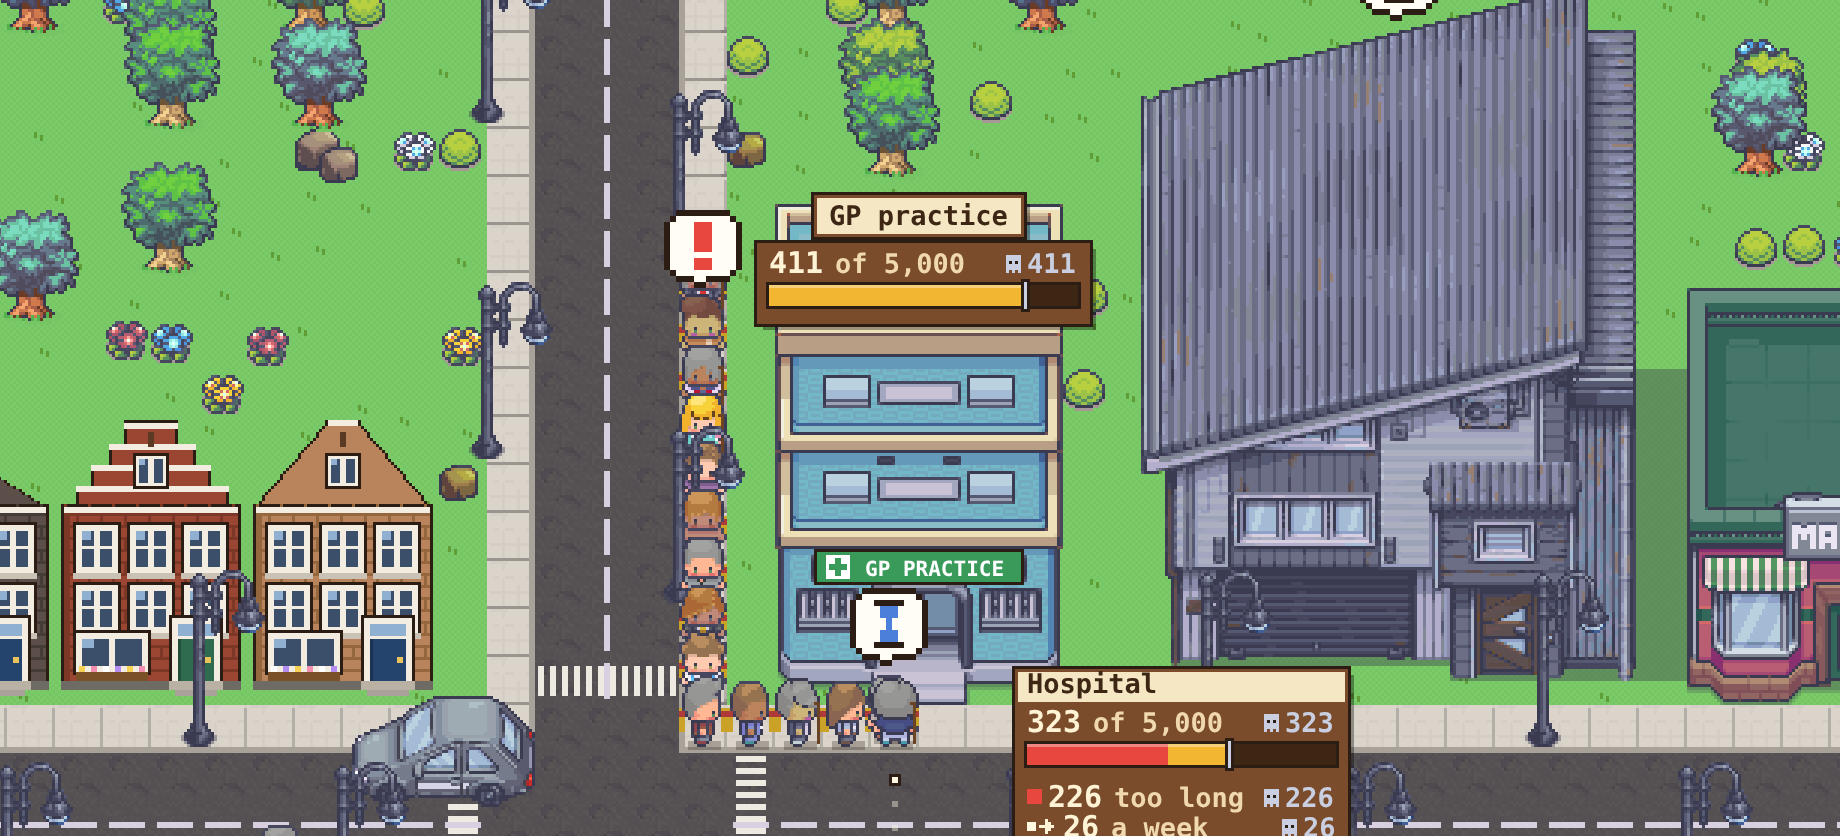 GP practice
411 of 5,000 411
GP PRACTICE
MA
Hospital
323 of 5,000 323
226 too long 226
26 a week 26